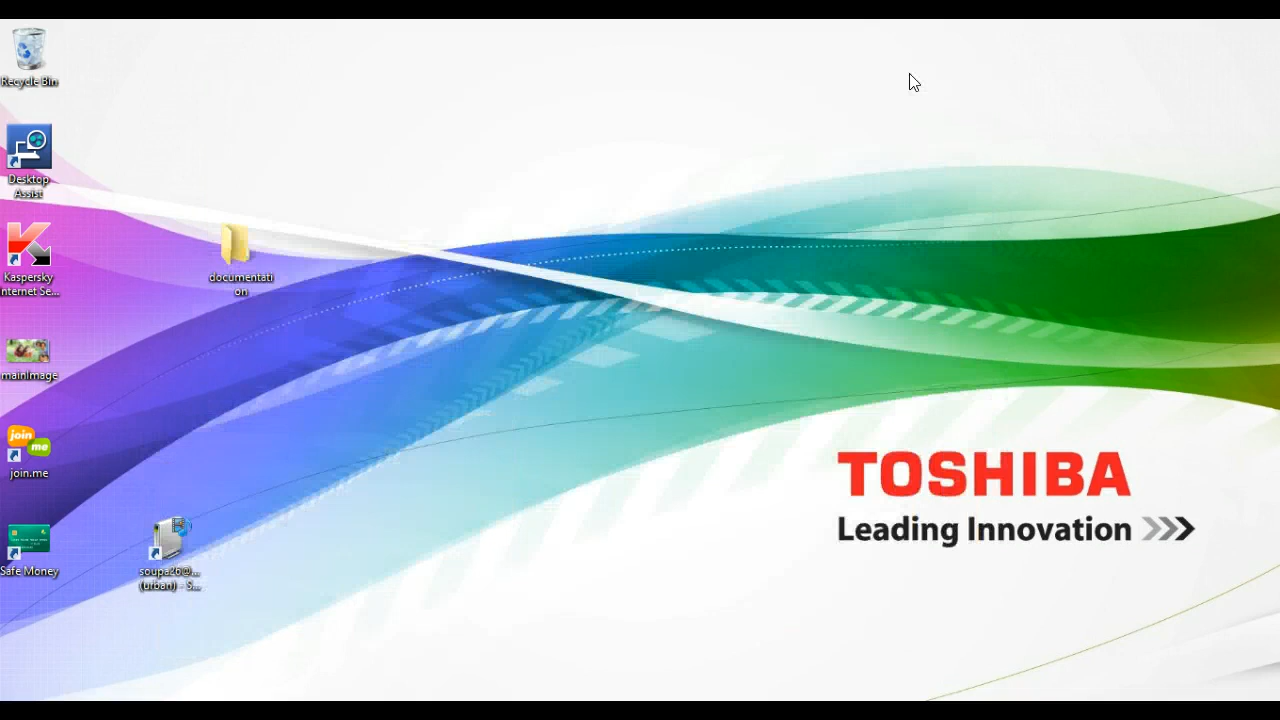 Recycle Bin
Desktop
Assist
Kaspersky
nternet Se...
documentati
on
mainImage
join
me
join.me
TOSHIBA
Leading Innovation >>>
Safe Money
soupa26@...
(urban) - S...